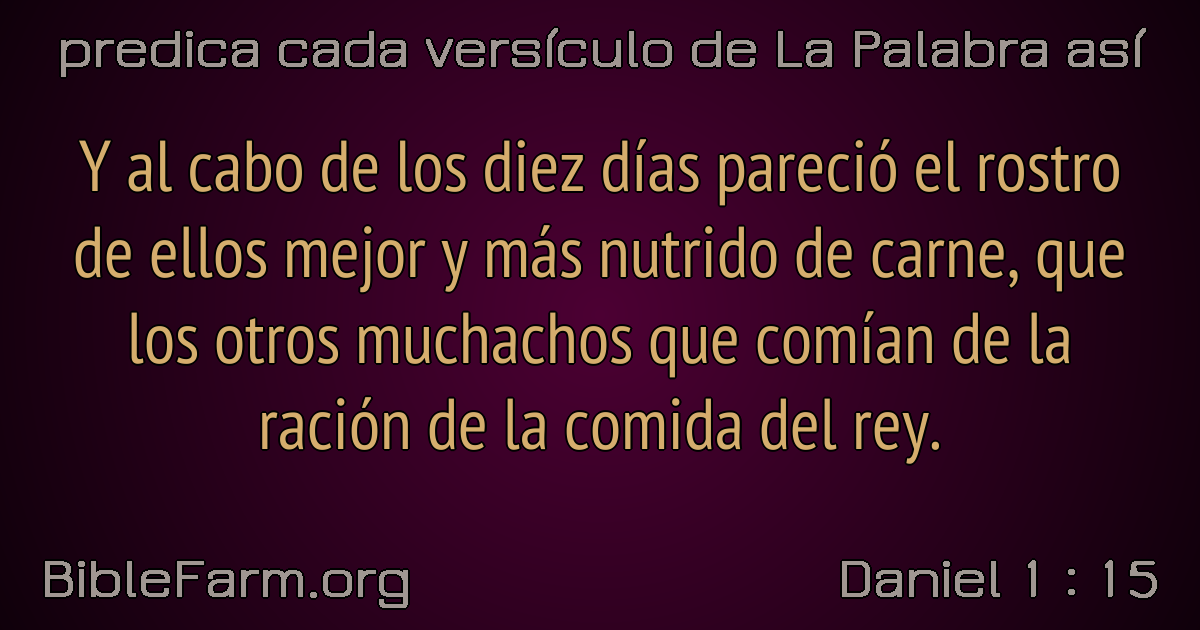 predica cada versículo de La Palabra así
Y al cabo de los diez días pareció el rostro
de ellos mejor y más nutrido de carne, que
los otros muchachos que comían de la
ración de la comida del rey.
BibleFarm.org
Daniel 1 : 15